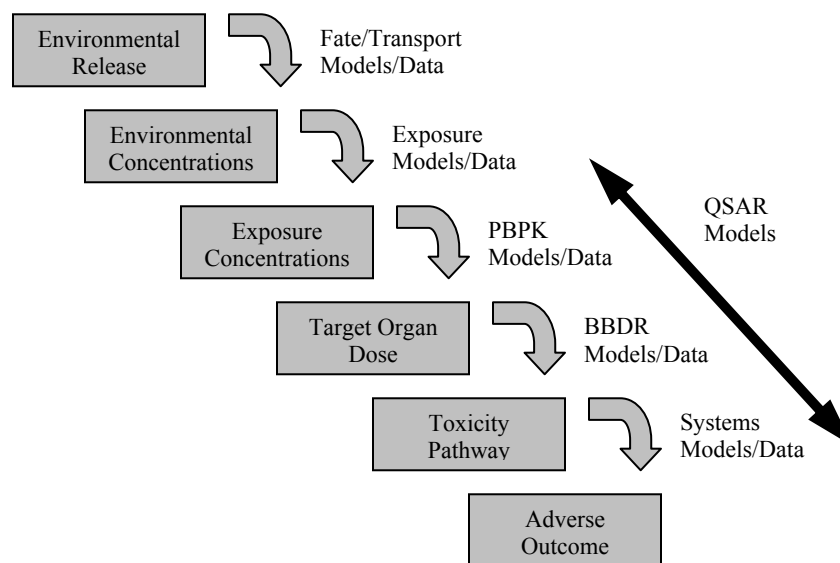 Environmental
Release
Fate/Transport
Models/Data
Environmental
Concentrations
Exposure
Models/Data
QSAR
Models
Exposure
Concentrations
PBPK
Models/Data
Target Organ
Dose
BBDR
Models/Data
Toxicity
Pathway
Systems
Models/Data
Adverse
Outcome